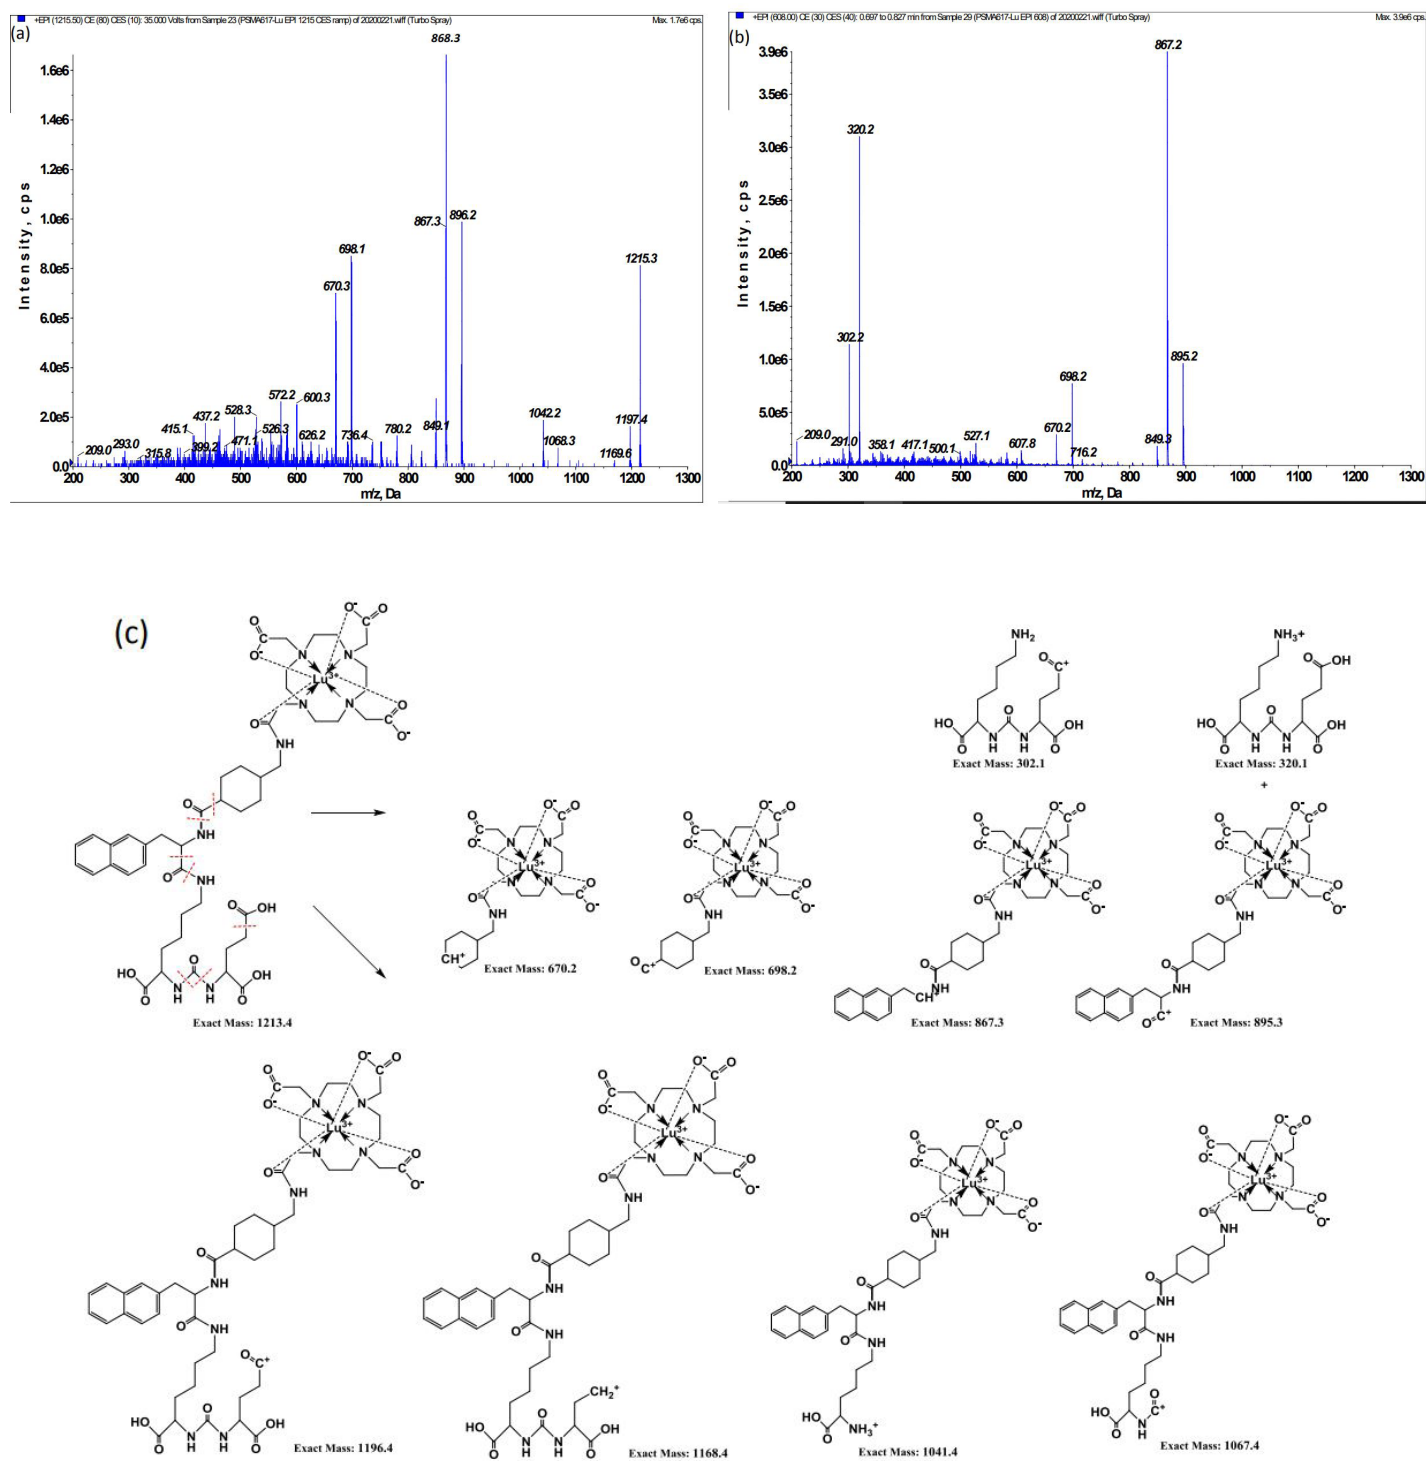 +EPI (1215.50) CE (80) CES (10): 35.000 Volts from Sample 23 (PSMA617-Lu EPI 1215 CES ramp) of 20200221.wiff (Turbo Spray)
Max. 1.7e6 cps.
(a)
868.3
1.6e6
1.4e6
1.2e6
1.0e6
8.0e5
6.0e5
4.0e5
2.0e5
0.0
Intensity, cps
867.3
896.2
698.1
1215.3
670.3
572.2
600.3
528.3
437.2
415.1
526.3
626.2
736.4
780.2
849.1
1042.2
1197.4
209.0
293.0
315.8
399.2
471.1
1068.3
1169.6
200 300 400 500 600 700 800 900 1000 1100 1200 1300
m/z, Da
+EPI (608.00) CE (30) CES (40): 0.697 to 0.827 min from Sample 29 (PSMA617-Lu EPI 608) of 20200221.wiff (Turbo Spray)
Max. 3.9e6 cps.
(b)
867.2
3.9e6
3.5e6
3.0e6
2.5e6
2.0e6
1.5e6
1.0e6
5.0e5
0.0
Intensity, cps
320.2
302.2
895.2
698.2
209.0
291.0
358.1
417.1
500.1
527.1
607.8
670.2
716.2
849.3
200 300 400 500 600 700 800 900 1000 1100 1200 1300
m/z, Da
(c)
Exact Mass: 302.1
Exact Mass: 320.1
+
Exact Mass: 670.2
Exact Mass: 698.2
Exact Mass: 867.3
Exact Mass: 895.3
Exact Mass: 1213.4
Exact Mass: 1196.4
Exact Mass: 1168.4
Exact Mass: 1041.4
Exact Mass: 1067.4